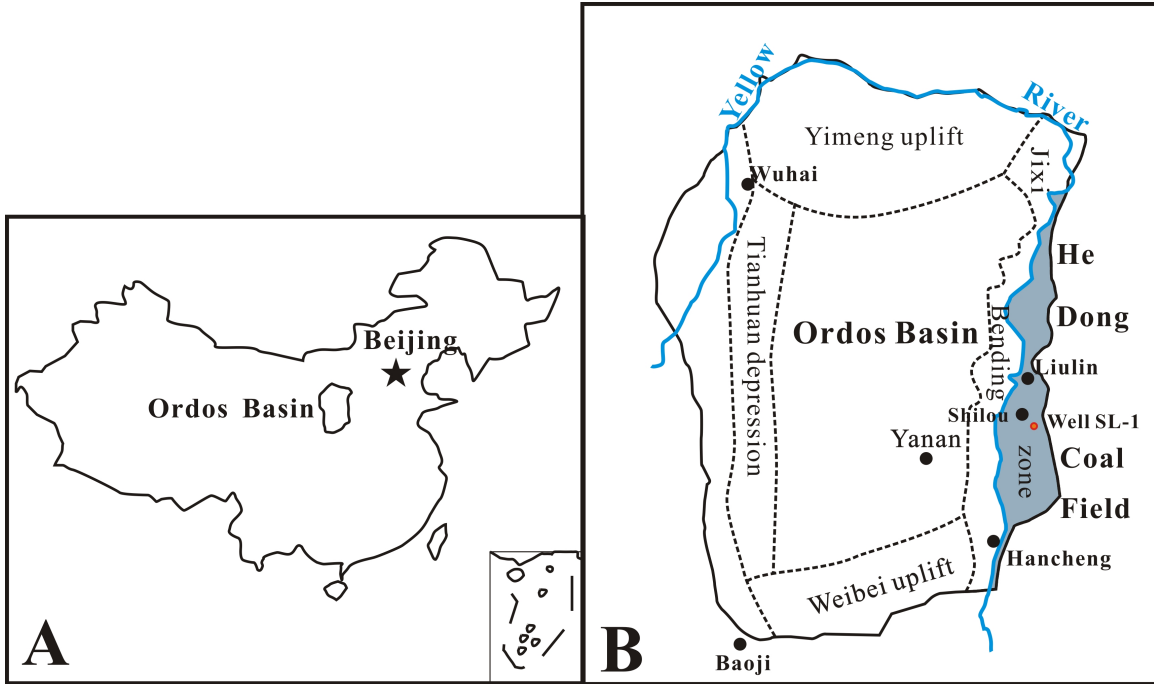 Beijing
Ordos Basin
A
Yellow
River
Yimeng uplift
Jixi
Wuhai
He
Tianhuan depression
Dong
Ordos Basin
Bending
Liulin
Shilou
Well SL-1
Yanan
zone
Coal
Field
Hancheng
Weibei uplift
B
Baoji